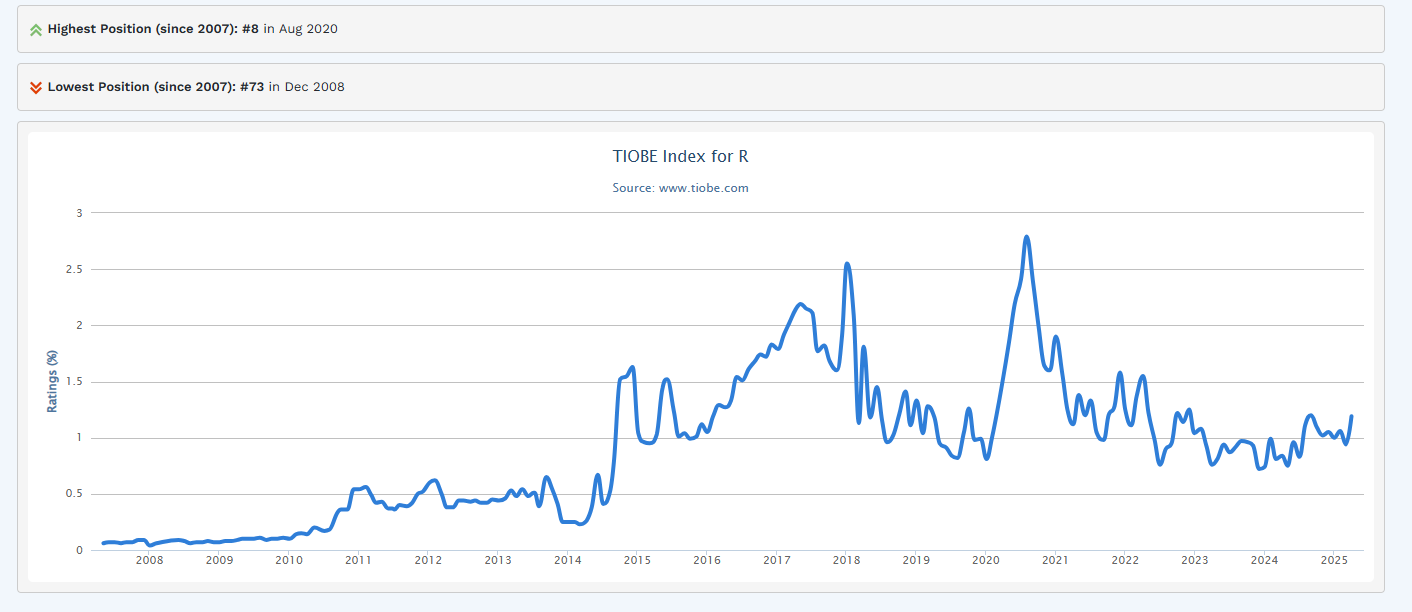 Highest Position (since 2007): #8 in Aug 2020
Lowest Position (since 2007): #73 in Dec 2008
TIOBE Index for R
Source: www.tiobe.com
Ratings (%)
3
2.5
2
1.5
1
0.5
0
2008 2009 2010 2011 2012 2013 2014 2015 2016 2017 2018 2019 2020 2021 2022 2023 2024 2025